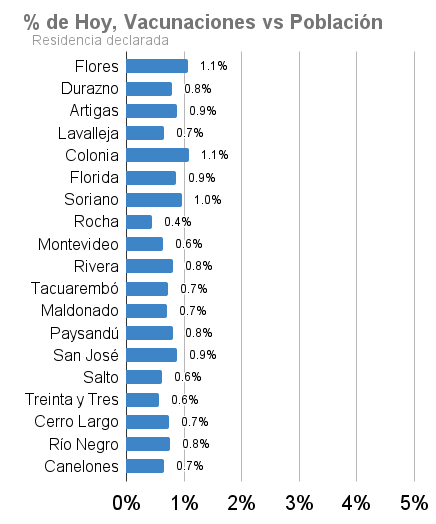 % de Hoy, Vacunaciones vs Población
Residencia declarada
Flores 1.1%
Durazno 0.8%
Artigas 0.9%
Lavalleja 0.7%
Colonia 1.1%
Florida 0.9%
Soriano 1.0%
Rocha 0.4%
Montevideo 0.6%
Rivera 0.8%
Tacuarembó 0.7%
Maldonado 0.7%
Paysandú 0.8%
San José 0.9%
Salto 0.6%
Treinta y Tres 0.6%
Cerro Largo 0.7%
Río Negro 0.8%
Canelones 0.7%
0% 1% 2% 3% 4% 5%